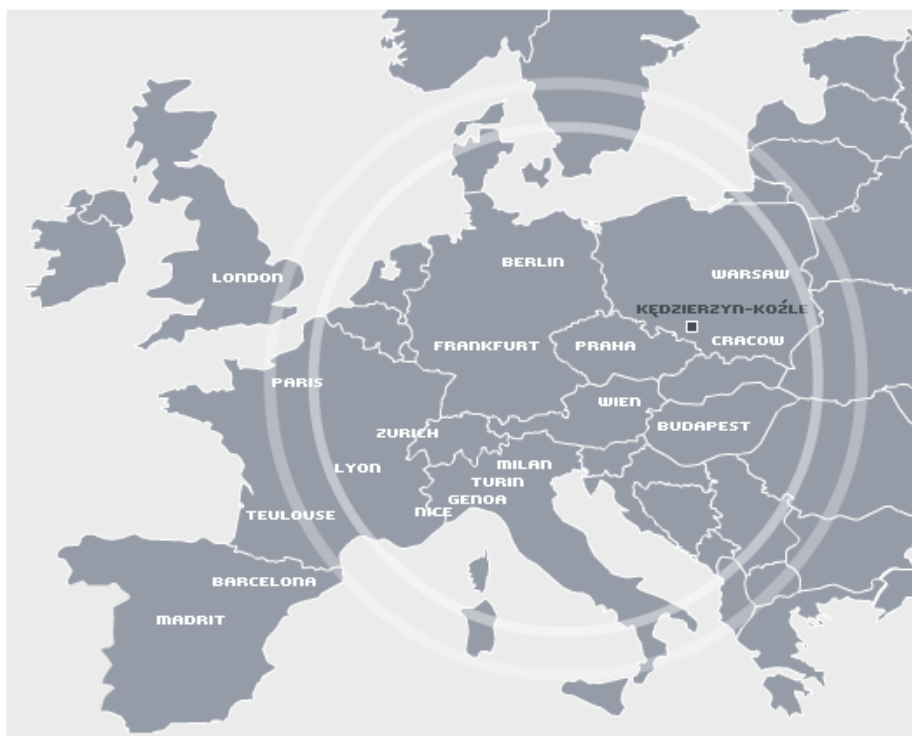 BERLIN
WARSAW
LONDON
KĘDZIERZYN-KOŹLE
CRACOW
FRANKFURT
PRAHA
PARIS
WIEN
BUDAPEST
ZURICH
MILAN
LYON
TURIN
GENOA
NICE
TEULOUSE
BARCELONA
MADRIT